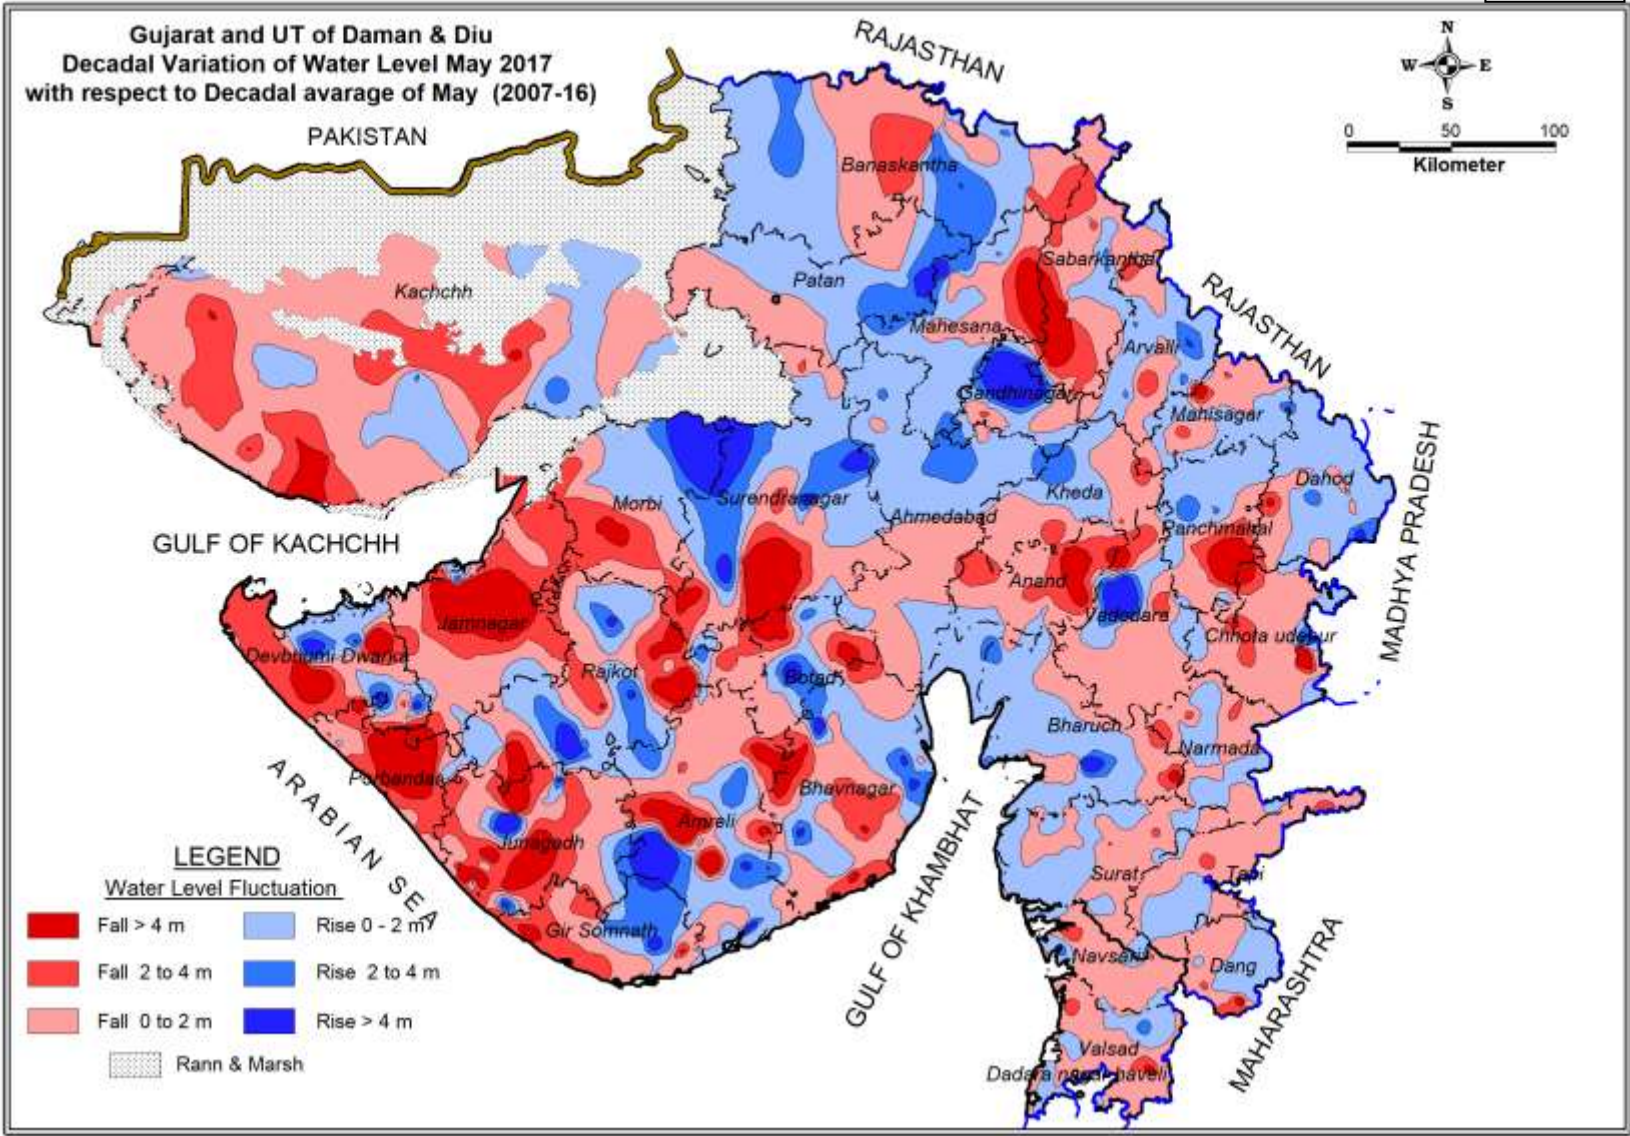 Gujarat and UT of Daman & Diu
Decadal Variation of Water Level May 2017
with respect to Decadal avarage of May (2007-16)
RAJASTHAN
N
W E
S
PAKISTAN
0 50 100
Kilometer
Banaskantha
Sabarkantha
Patan
Kachchh
RAJASTHAN
Mahesana
Arvalli
Gandhinagar
Mahisagar
MADHYA PRADESH
Dahod
Morbi
Surendranagar
Kheda
Ahmedabad
Panchmahal
GULF OF KACHCHH
Anand
Vadodara
Jamnagar
Chhota udepur
Devbhumi Dwarka
Rajkot
Botad
Bharuch
Narmada
Porbandar
Bhavnagar
ARABIAN SEA
Amreli
Junagadh
GULF OF KHAMBHAT
Surat
Tapi
Gir Somnath
Navsari
Dang
MAHARASHTRA
Valsad
Dadara nagar haveli
LEGEND
Water Level Fluctuation
Fall > 4 m Rise 0 - 2 m
Fall 2 to 4 m Rise 2 to 4 m
Fall 0 to 2 m Rise > 4 m
Rann & Marsh